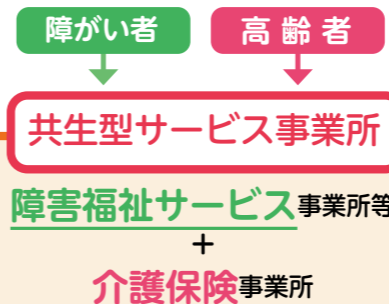 障がい者 高齢者
共生型サービス事業所
障害福祉サービス事業所等
+
介護保険事業所